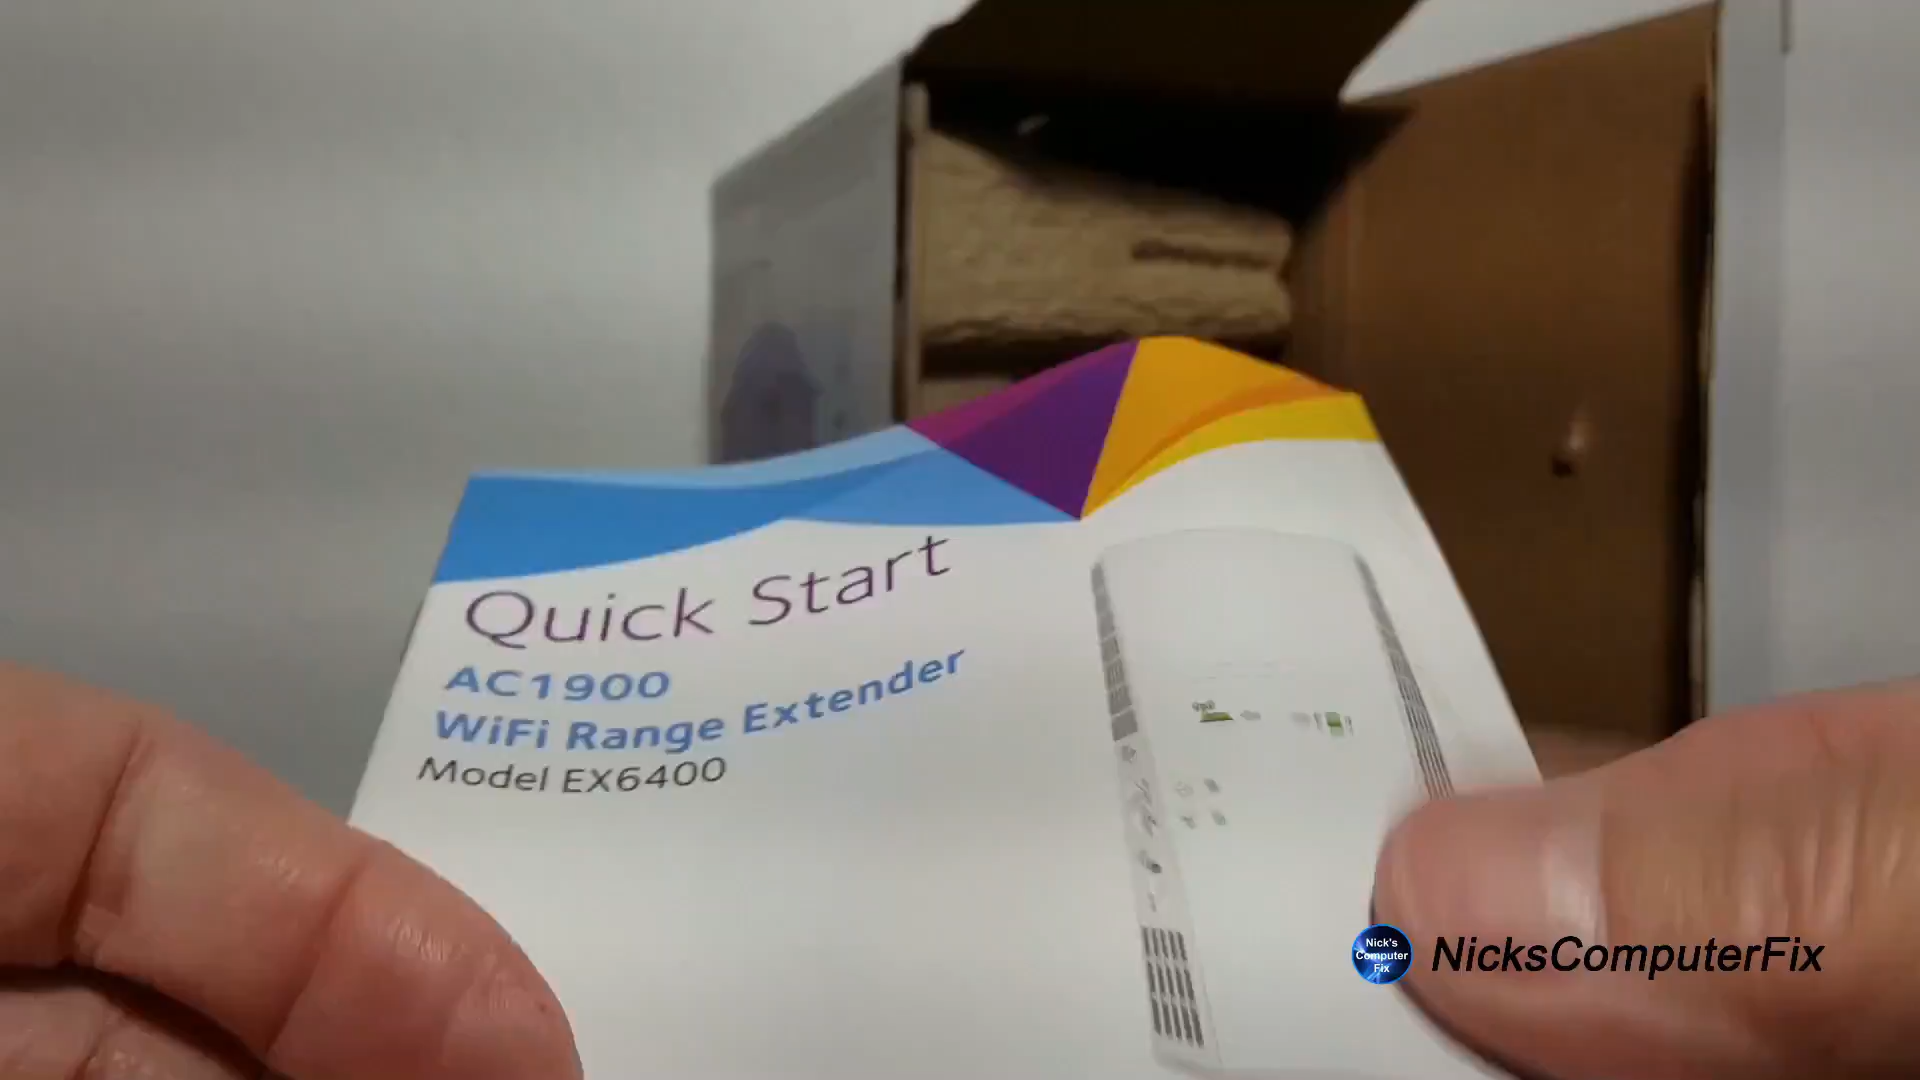 Quick Start
AC1900
WiFi Range Extender
Model EX6400
Nick's
Computer
Fix
NicksComputerFix